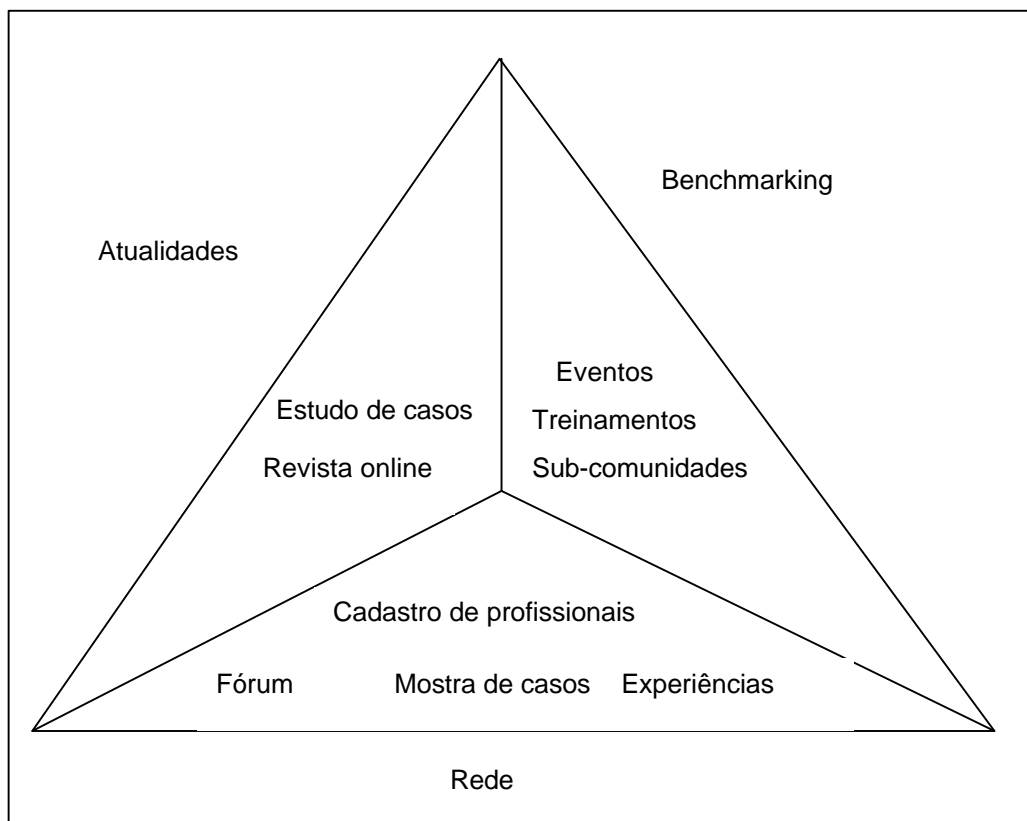 Benchmarking
Atualidades
Eventos
Estudo de casos
Treinamentos
Revista online
Sub-comunidades
Cadastro de profissionais
Fórum Mostra de casos Experiências
Rede